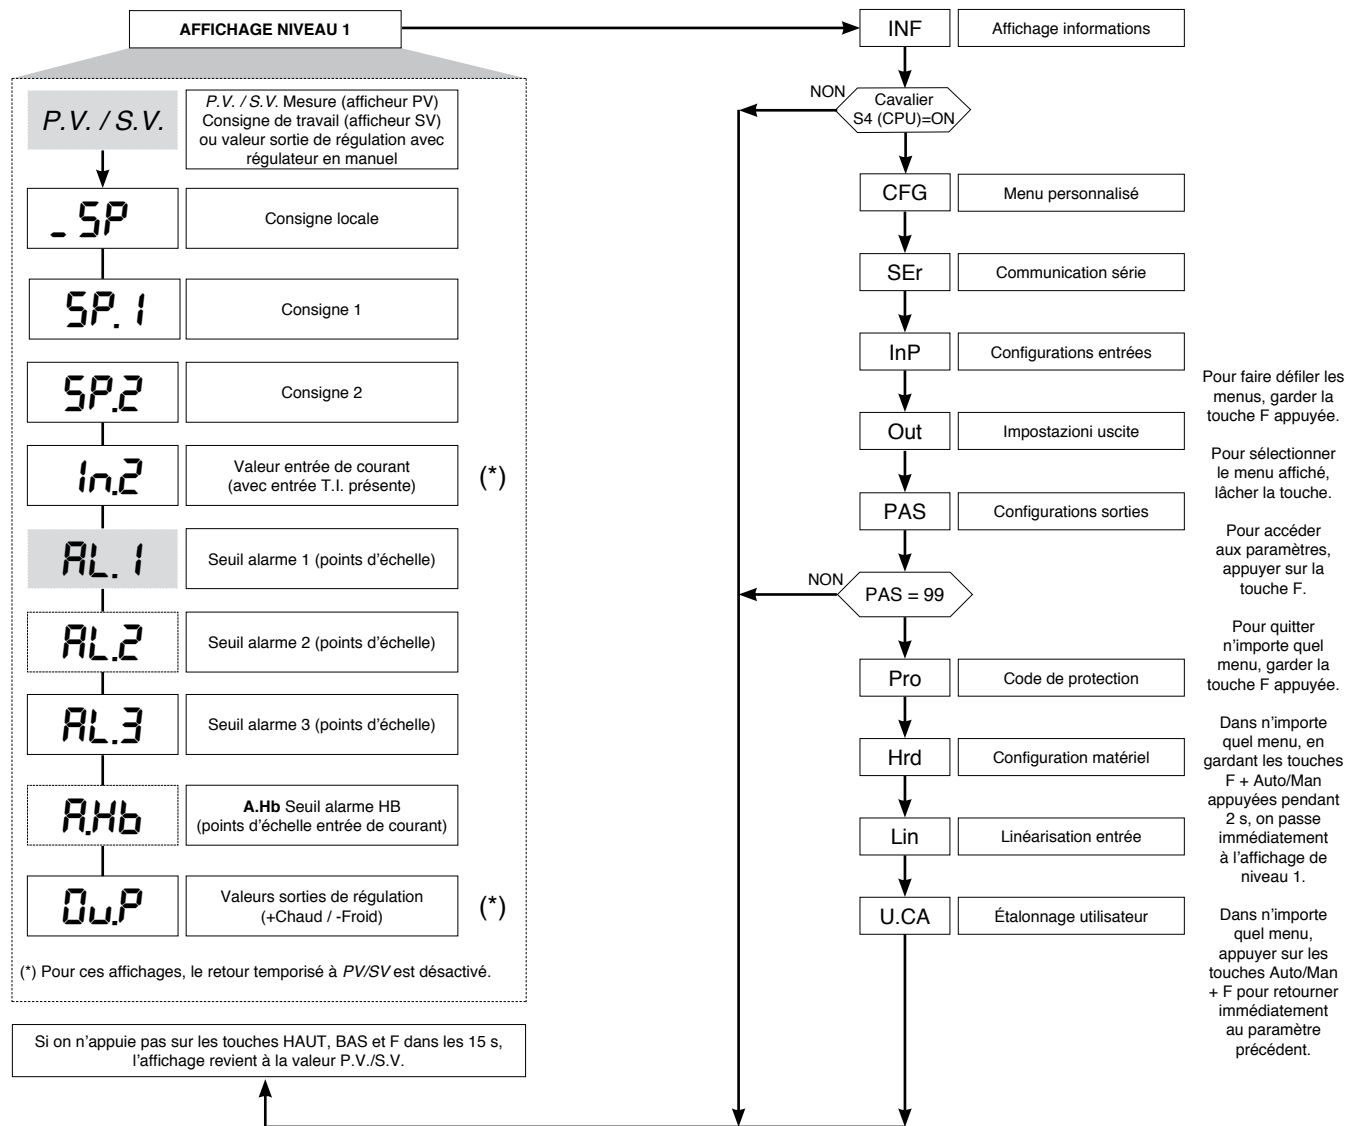 AFFICHAGE NIVEAU 1
P.V. / S.V.
P.V. / S.V. Mesure (afficheur PV)
Consigne de travail (afficheur SV)
ou valeur sortie de régulation avec
régulateur en manuel
_ SP
Consigne locale
SP. 1
Consigne 1
SP.2
Consigne 2
In.2
Valeur entrée de courant
(avec entrée T.I. présente)
(*)
AL. 1
Seuil alarme 1 (points d’échelle)
AL.2
Seuil alarme 2 (points d’échelle)
AL.3
Seuil alarme 3 (points d’échelle)
A.Hb
A.Hb Seuil alarme HB
(points d’échelle entrée de courant)
Ou.P
Valeurs sorties de régulation
(+Chaud / -Froid)
(*)
(*) Pour ces affichages, le retour temporisé à PV/SV est désactivé.
Si on n’appuie pas sur les touches HAUT, BAS et F dans les 15 s,
l’affichage revient à la valeur P.V./S.V.
INF
Affichage informations
NON
Cavalier
S4 (CPU)=ON
CFG
Menu personnalisé
SEr
Communication série
InP
Configurations entrées
Out
Impostazioni uscite
PAS
Configurations sorties
NON
PAS = 99
Pro
Code de protection
Hrd
Configuration matériel
Lin
Linéarisation entrée
U.CA
Étalonnage utilisateur
Pour faire défiler les
menus, garder la
touche F appuyée.
Pour sélectionner
le menu affiché,
lâcher la touche.
Pour accéder
aux paramètres,
appuyer sur la
touche F.
Pour quitter
n’importe quel
menu, garder la
touche F appuyée.
Dans n’importe
quel menu, en
gardant les touches
F + Auto/Man
appuyées pendant
2 s, on passe
immédiatement
à l’affichage de
niveau 1.
Dans n’importe
quel menu,
appuyer sur les
touches Auto/Man
+ F pour retourner
immédiatement
au paramètre
précédent.